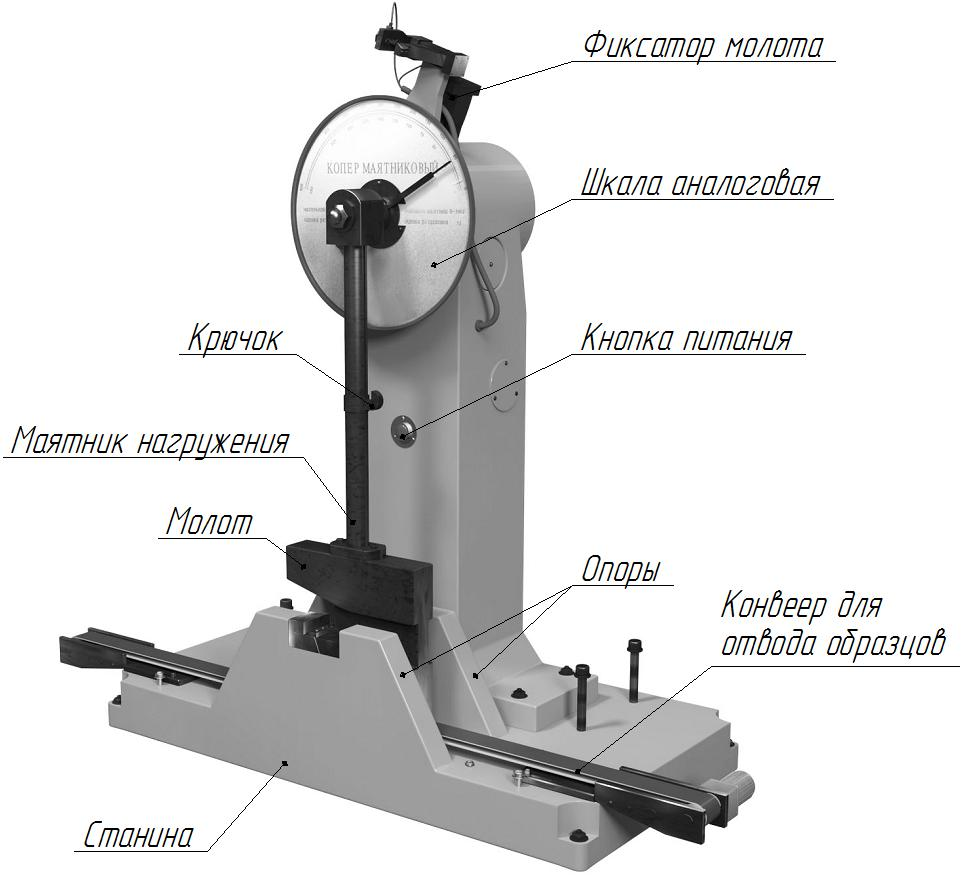 Фиксатор молота
КОПЕР МАЯТНИКОВЫЙ
Шкала аналоговая
Крючок
Кнопка питания
Маятник нагружения
Молот
Опоры
Конвеер для
отвода образцов
Станина